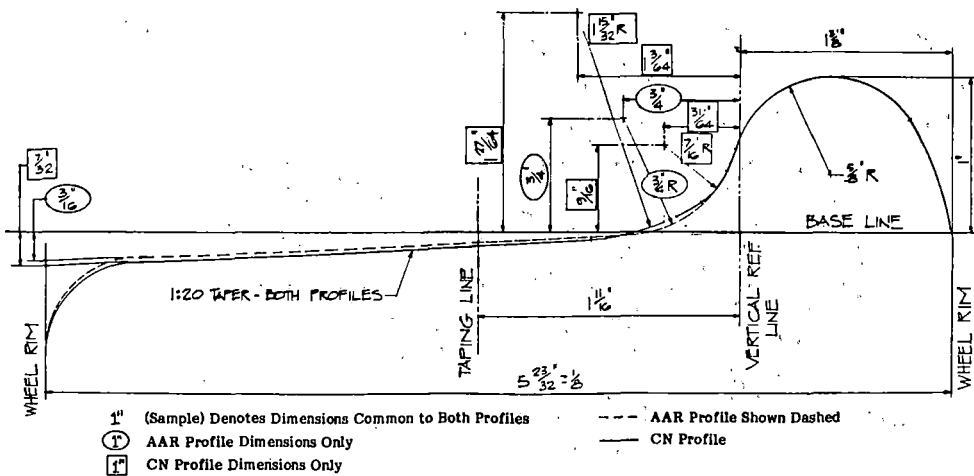 1 15/32" R
1 3/64"
1 3/8"
3/4"
31/64"
7/16" R
3/4"
9/16"
3/4" R
5/8" R
1"
7/32"
3/16"
BASE LINE
1:20 TAPER - BOTH PROFILES
TAPING LINE
1 11/16"
VERTICAL REF. LINE
WHEEL RIM
WHEEL RIM
5 23/32" ± 1/8
1" (Sample) Denotes Dimensions Common to Both Profiles
1" AAR Profile Dimensions Only
1" CN Profile Dimensions Only
AAR Profile Shown Dashed
CN Profile